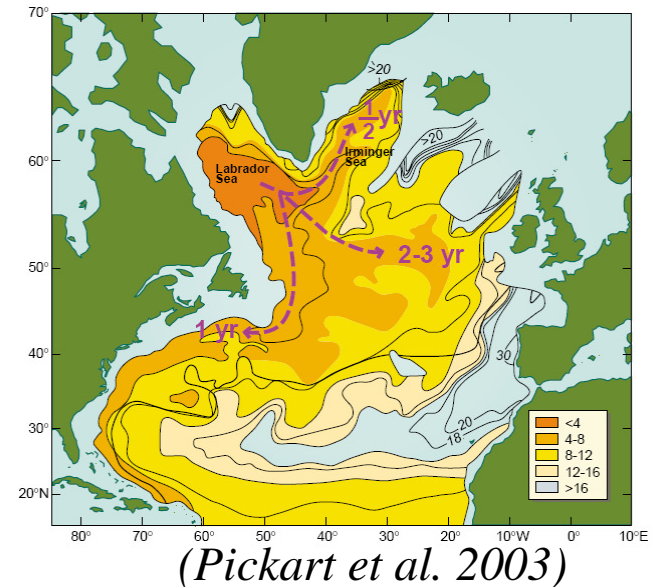 70°
>20
1/2 yr
>20
60°
Labrador
Sea
Irminger
Sea
50°
2-3 yr
1 yr
40°
30
30°
20
18
20°N
<4
4-8
8-12
12-16
>16
80° 70° 60° 50° 40° 30° 20° 10°W 0° 10°E
(Pickart et al. 2003)